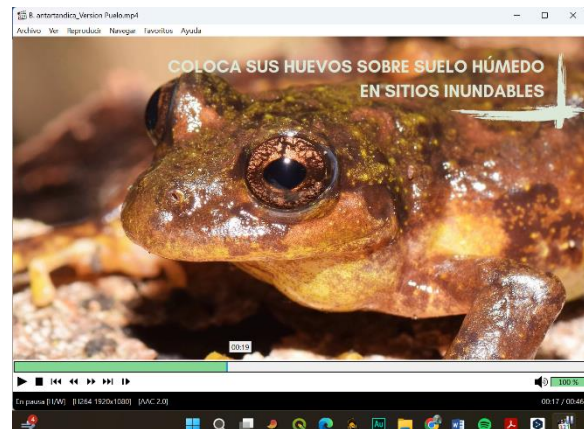 B. antartandica_Version Puelo.mp4
Archivo Ver Reproducir Navegar Favoritos Ayuda
COLOCA SUS HUEVOS SOBRE SUELO HÚMEDO
EN SITIOS INUNDABLES
00:19
100 %
En pausa [H/W] [H264 1920x1080] [AAC 2.0] 00:17 / 00:46